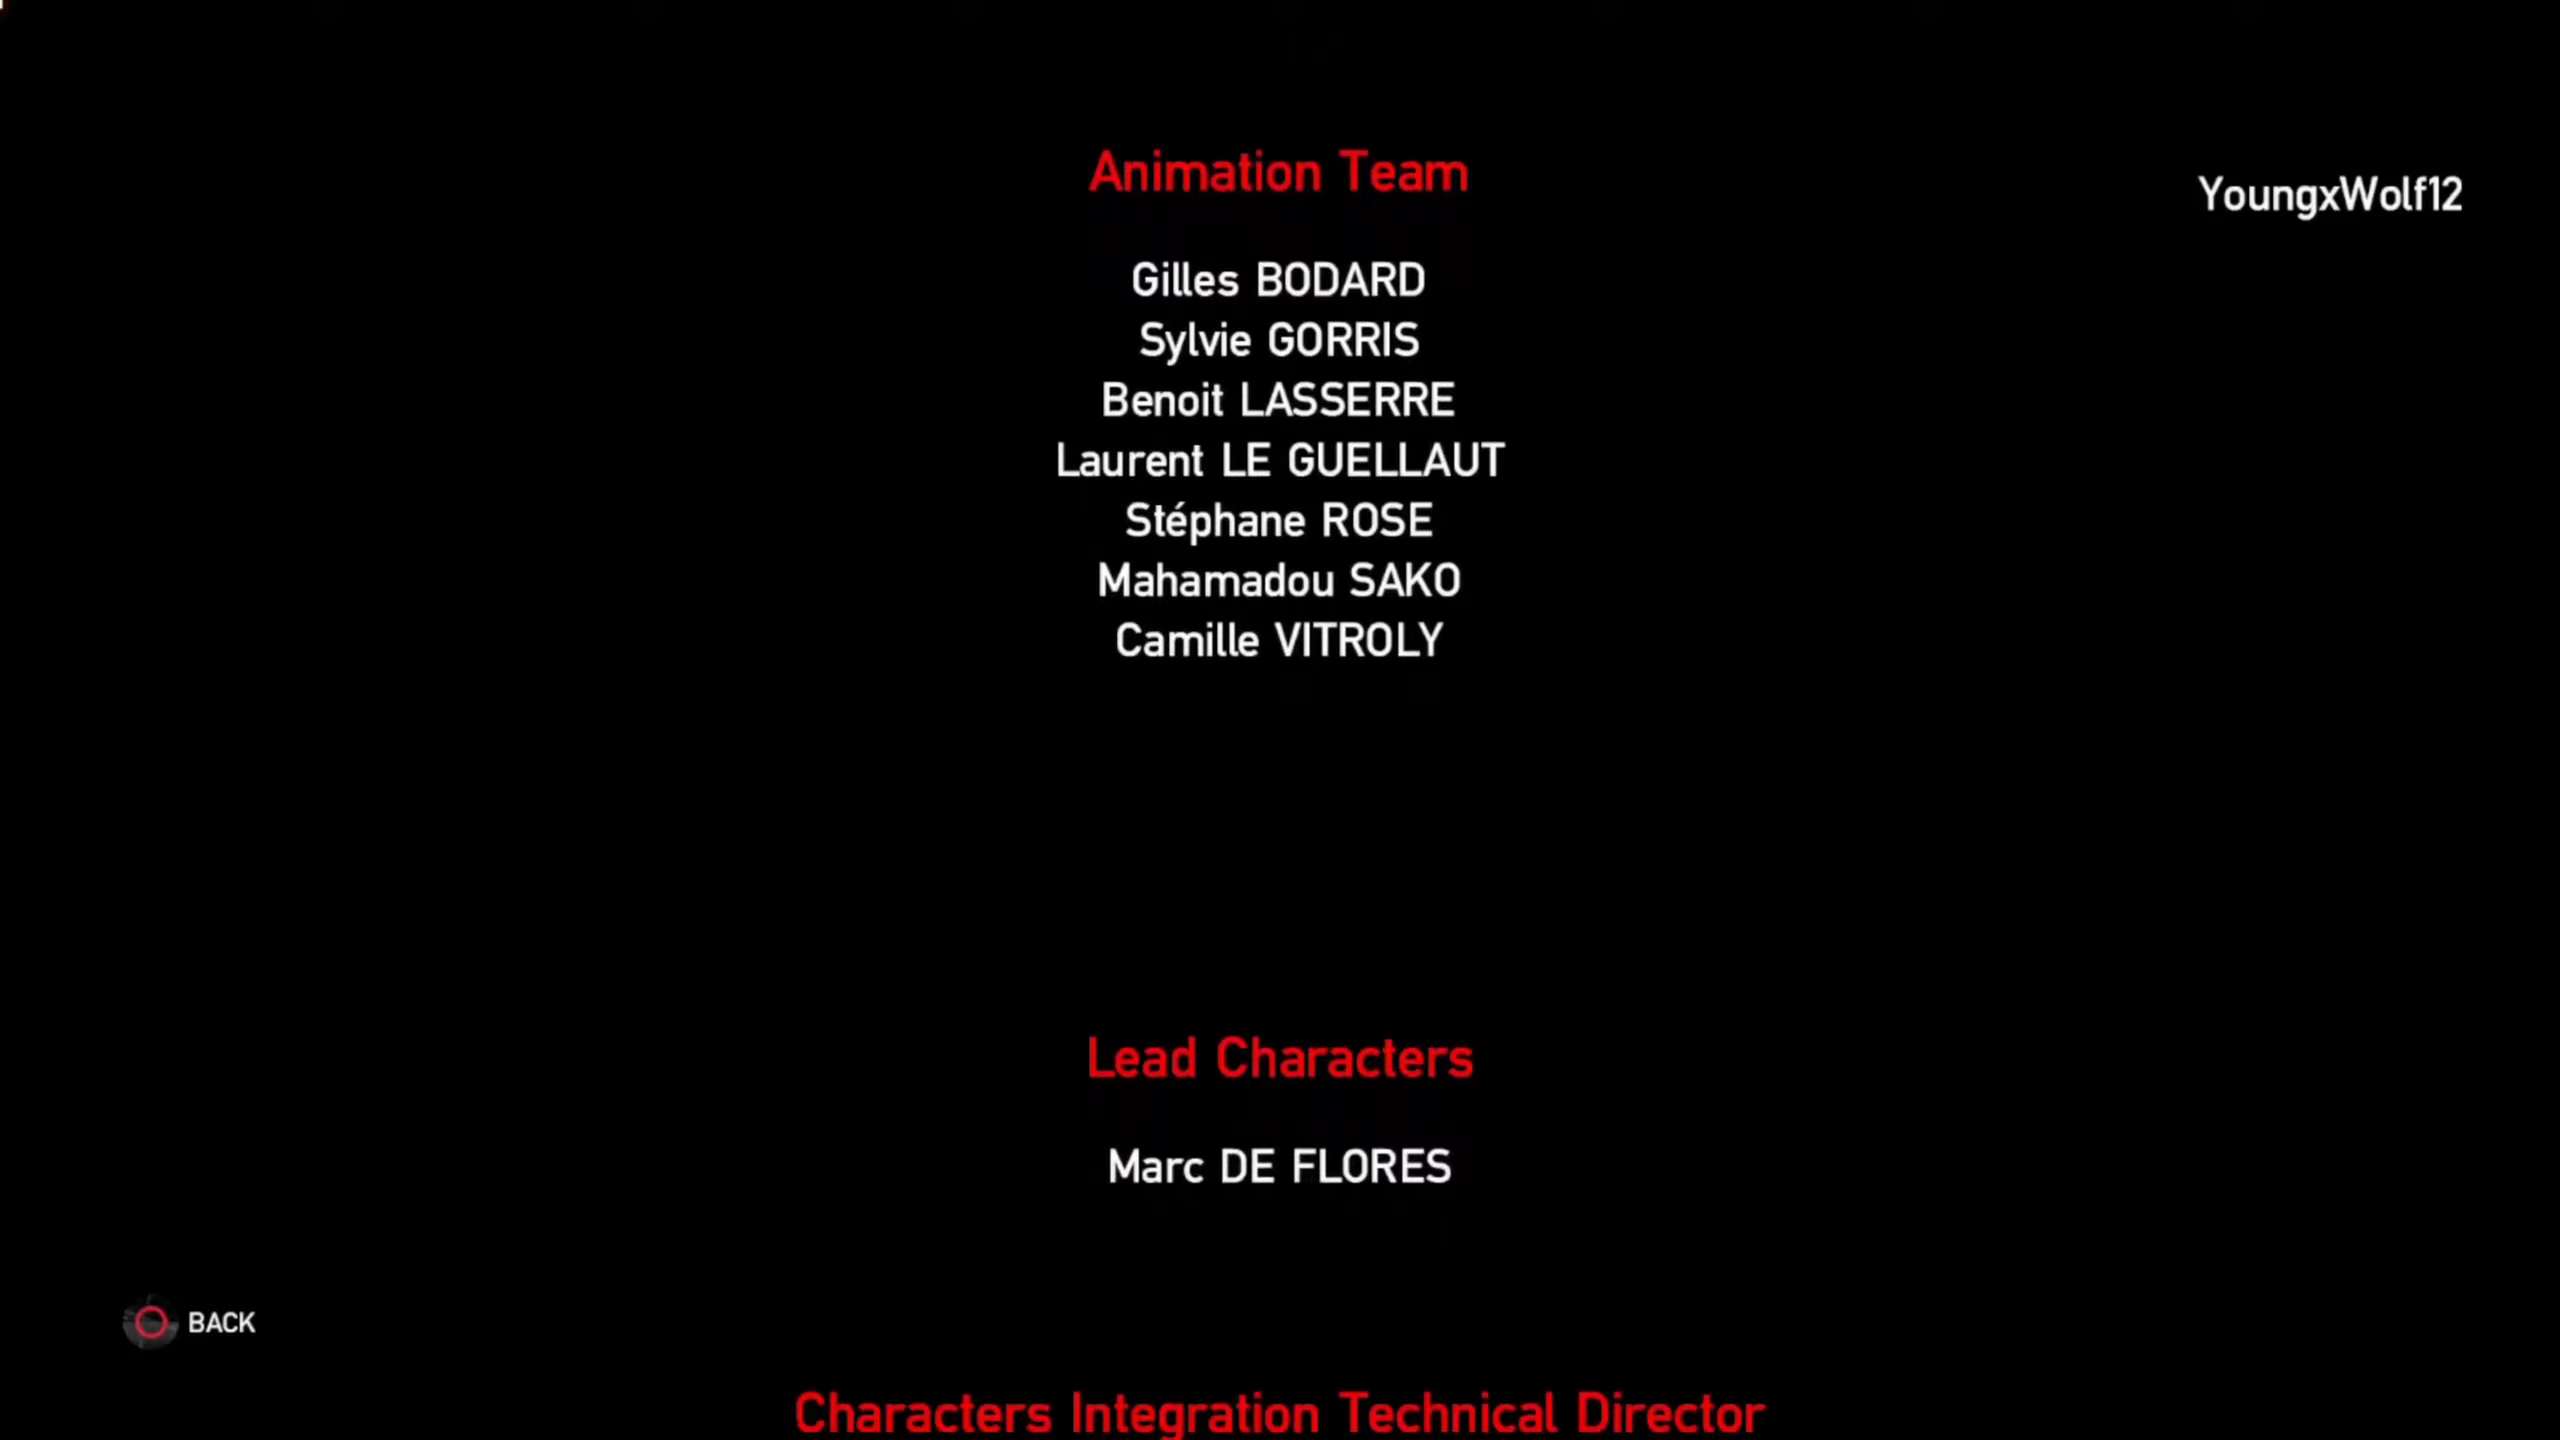 Animation Team
YoungxWolf12
Gilles BODARD
Sylvie GORRIS
Benoit LASSERRE
Laurent LE GUELLAUT
Stéphane ROSE
Mahamadou SAKO
Camille VITROLY
Lead Characters
Marc DE FLORES
BACK
Characters Integration Technical Director